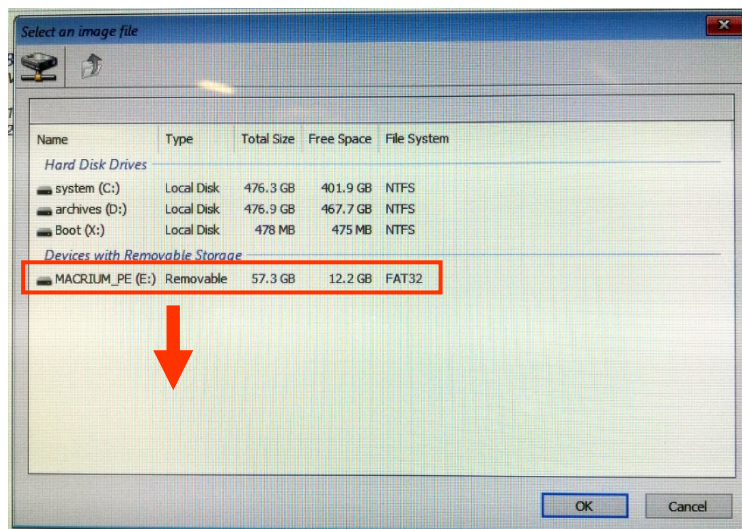 Select an image file
Name Type Total Size Free Space File System
Hard Disk Drives
system (C:) Local Disk 476.3 GB 401.9 GB NTFS
archives (D:) Local Disk 476.9 GB 467.7 GB NTFS
Boot (X:) Local Disk 478 MB 475 MB NTFS
Devices with Removable Storage
MACRIUM_PE (E:) Removable 57.3 GB 12.2 GB FAT32
OK Cancel